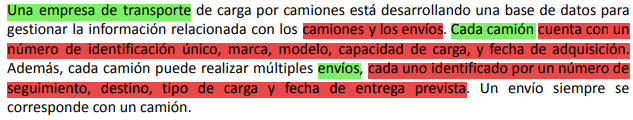 Una empresa de transporte de carga por camiones está desarrollando una base de datos para
gestionar la información relacionada con los camiones y los envíos. Cada camión cuenta con un
número de identificación único, marca, modelo, capacidad de carga, y fecha de adquisición.
Además, cada camión puede realizar múltiples envíos, cada uno identificado por un número de
seguimiento, destino, tipo de carga y fecha de entrega prevista. Un envío siempre se
corresponde con un camión.